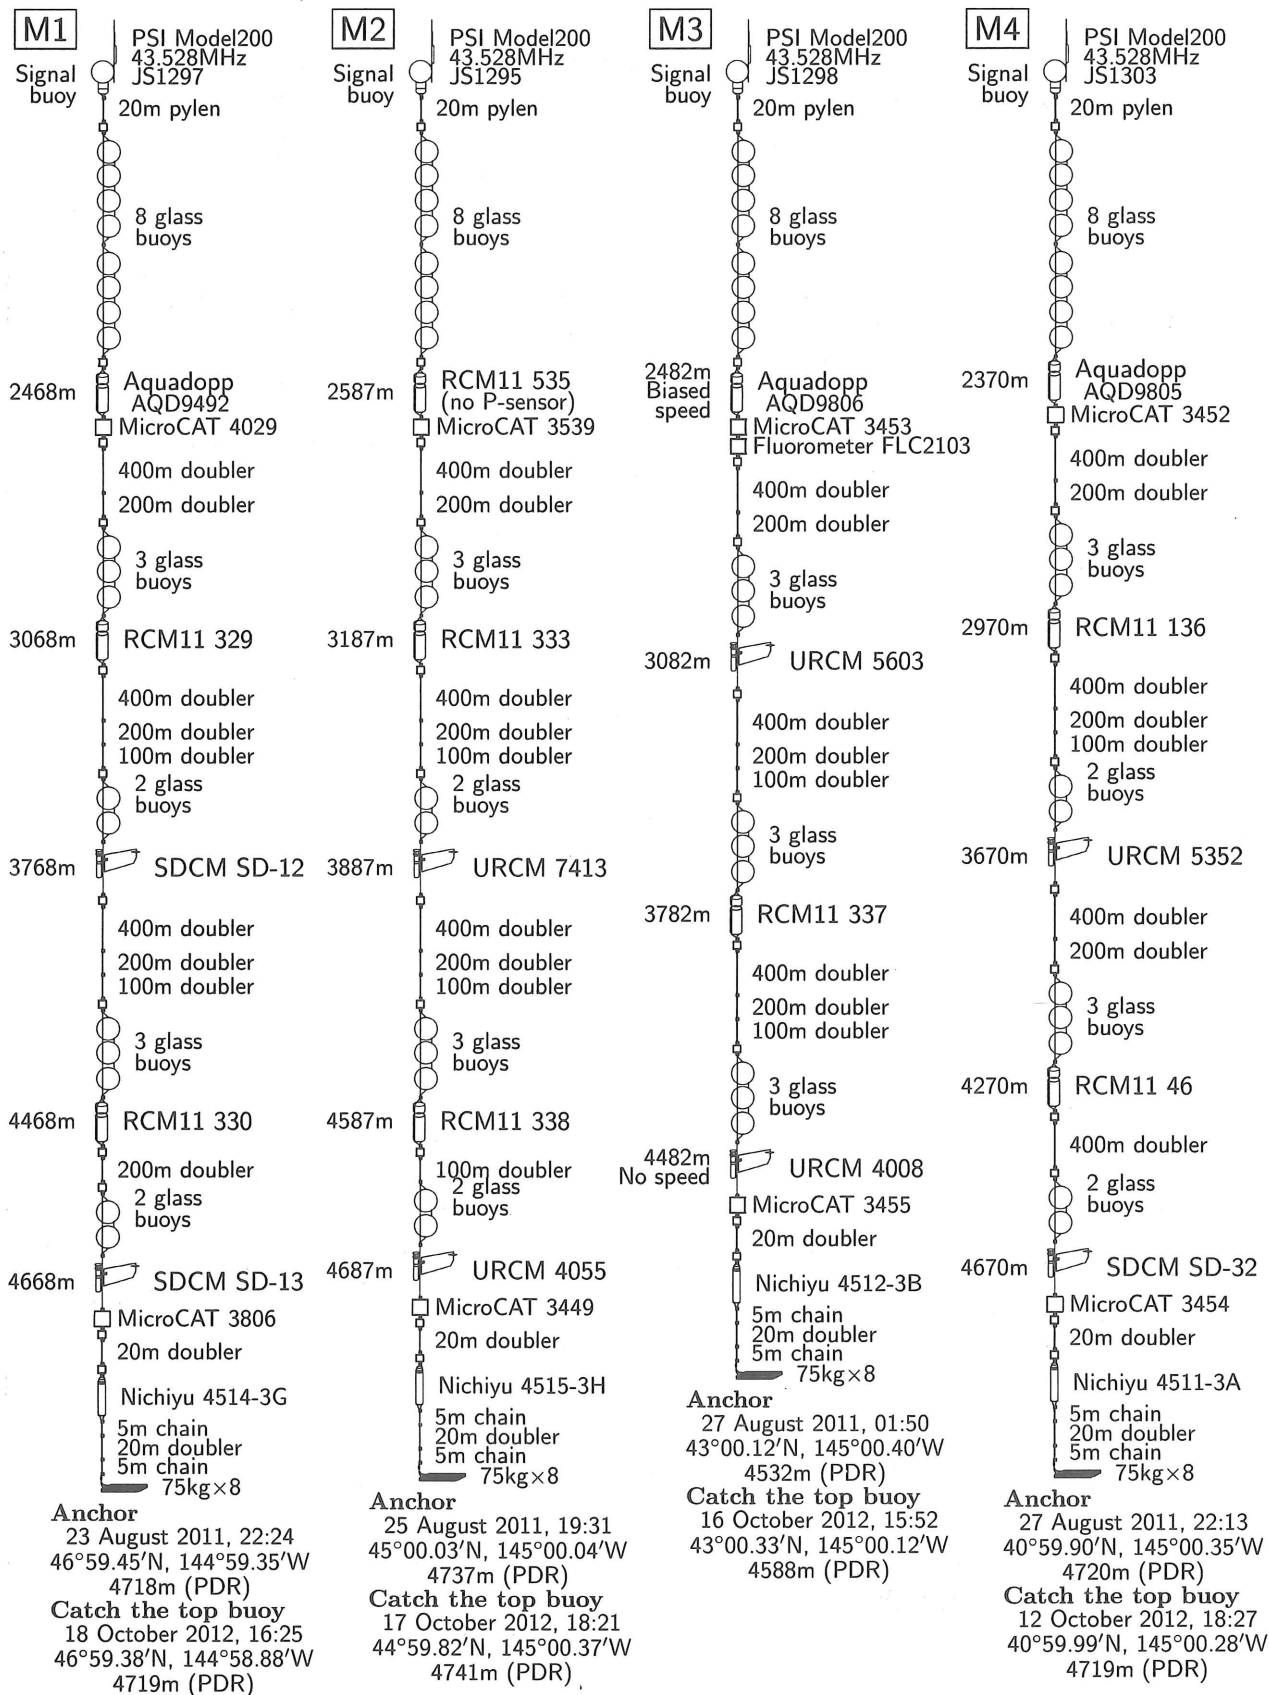 M1
PSI Model200
43.528MHz
JS1297
Signal
buoy
20m pylen
8 glass
buoys
2468m
Aquadopp
AQD9492
MicroCAT 4029
400m doubler
200m doubler
3 glass
buoys
3068m
RCM11 329
400m doubler
200m doubler
100m doubler
2 glass
buoys
3768m
SDCM SD-12
400m doubler
200m doubler
100m doubler
3 glass
buoys
4468m
RCM11 330
200m doubler
2 glass
buoys
4668m
SDCM SD-13
MicroCAT 3806
20m doubler
Nichiyu 4514-3G
5m chain
20m doubler
5m chain
75kg×8
Anchor
23 August 2011, 22:24
46°59.45′N, 144°59.35′W
4718m (PDR)
Catch the top buoy
18 October 2012, 16:25
46°59.38′N, 144°58.88′W
4719m (PDR)
M2
PSI Model200
43.528MHz
JS1295
Signal
buoy
20m pylen
8 glass
buoys
2587m
RCM11 535
(no P-sensor)
MicroCAT 3539
400m doubler
200m doubler
3 glass
buoys
3187m
RCM11 333
400m doubler
200m doubler
100m doubler
2 glass
buoys
3887m
URCM 7413
400m doubler
200m doubler
100m doubler
3 glass
buoys
4587m
RCM11 338
100m doubler
2 glass
buoys
4687m
URCM 4055
MicroCAT 3449
20m doubler
Nichiyu 4515-3H
5m chain
20m doubler
5m chain
75kg×8
Anchor
25 August 2011, 19:31
45°00.03′N, 145°00.04′W
4737m (PDR)
Catch the top buoy
17 October 2012, 18:21
44°59.82′N, 145°00.37′W
4741m (PDR)
M3
PSI Model200
43.528MHz
JS1298
Signal
buoy
20m pylen
8 glass
buoys
2482m
Biased
speed
Aquadopp
AQD9806
MicroCAT 3453
Fluorometer FLC2103
400m doubler
200m doubler
3 glass
buoys
3082m
URCM 5603
400m doubler
200m doubler
100m doubler
3 glass
buoys
3782m
RCM11 337
400m doubler
200m doubler
100m doubler
3 glass
buoys
4482m
No speed
URCM 4008
MicroCAT 3455
20m doubler
Nichiyu 4512-3B
5m chain
20m doubler
5m chain
75kg×8
Anchor
27 August 2011, 01:50
43°00.12′N, 145°00.40′W
4532m (PDR)
Catch the top buoy
16 October 2012, 15:52
43°00.33′N, 145°00.12′W
4588m (PDR)
M4
PSI Model200
43.528MHz
JS1303
Signal
buoy
20m pylen
8 glass
buoys
2370m
Aquadopp
AQD9805
MicroCAT 3452
400m doubler
200m doubler
3 glass
buoys
2970m
RCM11 136
400m doubler
200m doubler
100m doubler
2 glass
buoys
3670m
URCM 5352
400m doubler
200m doubler
3 glass
buoys
4270m
RCM11 46
400m doubler
2 glass
buoys
4670m
SDCM SD-32
MicroCAT 3454
20m doubler
Nichiyu 4511-3A
5m chain
20m doubler
5m chain
75kg×8
Anchor
27 August 2011, 22:13
40°59.90′N, 145°00.35′W
4720m (PDR)
Catch the top buoy
12 October 2012, 18:27
40°59.99′N, 145°00.28′W
4719m (PDR)